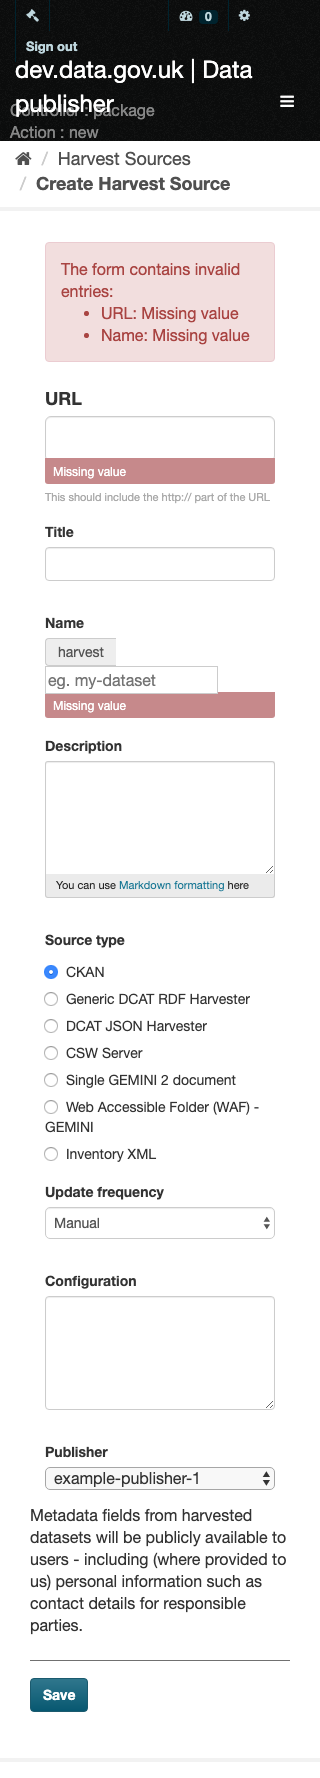 0
Sign out
dev.data.gov.uk | Data
publisher
Controller : package
Action : new
/ Harvest Sources
/ Create Harvest Source
The form contains invalid
entries:
• URL: Missing value
• Name: Missing value
URL
Missing value
This should include the http:// part of the URL
Title
Name
harvest
eg. my-dataset
Missing value
Description
You can use Markdown formatting here
Source type
CKAN
Generic DCAT RDF Harvester
DCAT JSON Harvester
CSW Server
Single GEMINI 2 document
Web Accessible Folder (WAF) -
GEMINI
Inventory XML
Update frequency
Manual
Configuration
Publisher
example-publisher-1
Metadata fields from harvested
datasets will be publicly available to
users - including (where provided to
us) personal information such as
contact details for responsible
parties.
Save